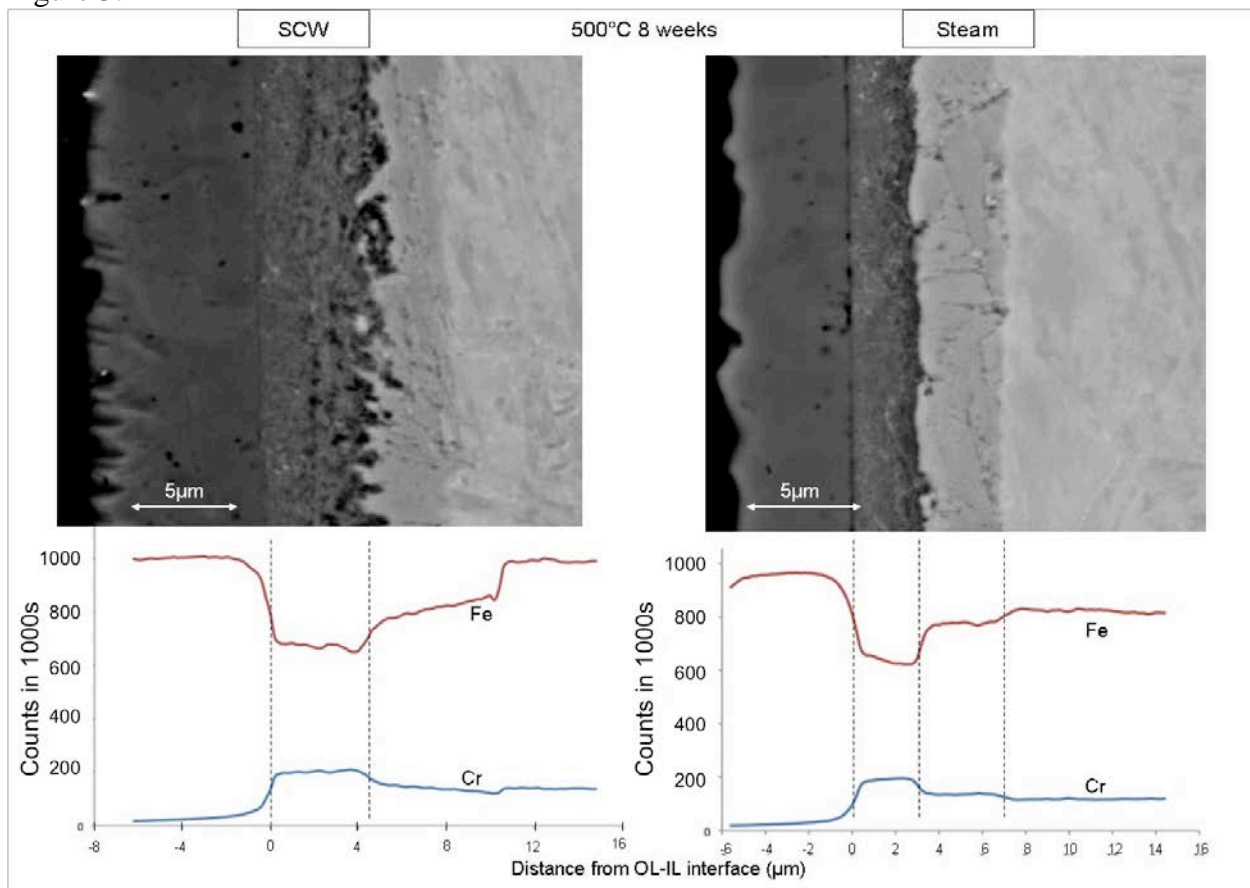 SCW 500°C 8 weeks Steam
5µm 5µm
Counts in 1000s
1000
800
600
400
200
0
Fe
Cr
-8 -4 0 4 8 12 16
Counts in 1000s
1000
800
600
400
200
0
Fe
Cr
-6 -4 -2 0 2 4 6 8 10 12 14 16
Distance from OL-IL interface (µm)